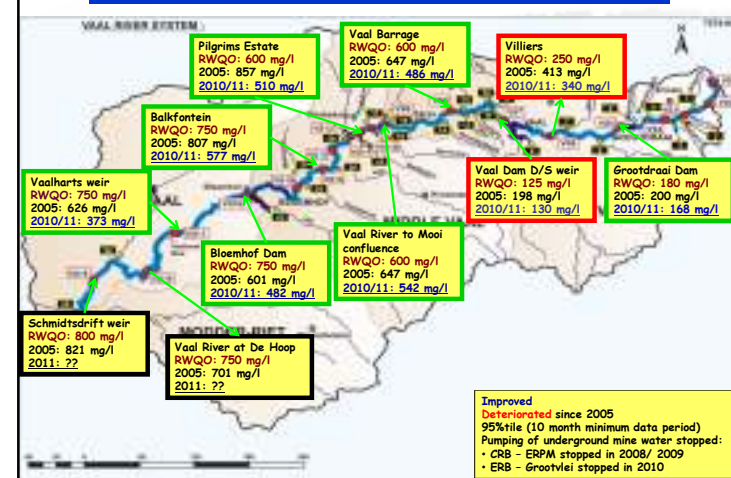 VAAL RIVER SYSTEM
Pilgrims Estate
RWQO: 600 mg/l
2005: 857 mg/l
2010/11: 510 mg/l
Vaal Barrage
RWQO: 600 mg/l
2005: 647 mg/l
2010/11: 486 mg/l
Villiers
RWQO: 250 mg/l
2005: 413 mg/l
2010/11: 340 mg/l
N
Balkfontein
RWQO: 750 mg/l
2005: 807 mg/l
2010/11: 577 mg/l
Vaalharts weir
RWQO: 750 mg/l
2005: 626 mg/l
2010/11: 373 mg/l
Vaal Dam D/S weir
RWQO: 125 mg/l
2005: 198 mg/l
2010/11: 130 mg/l
Grootdraai Dam
RWQO: 180 mg/l
2005: 200 mg/l
2010/11: 168 mg/l
Bloemhof Dam
RWQO: 750 mg/l
2005: 601 mg/l
2010/11: 482 mg/l
Vaal River to Mooi
confluence
RWQO: 600 mg/l
2005: 647 mg/l
2010/11: 542 mg/l
Schmidtsdrift weir
RWQO: 800 mg/l
2005: 821 mg/l
2011: ??
Vaal River at De Hoop
RWQO: 750 mg/l
2005: 701 mg/l
2011: ??
Improved
Deteriorated since 2005
95%tile (10 month minimum data period)
Pumping of underground mine water stopped:
• CRB – ERPM stopped in 2008/ 2009
• ERB – Grootvlei stopped in 2010